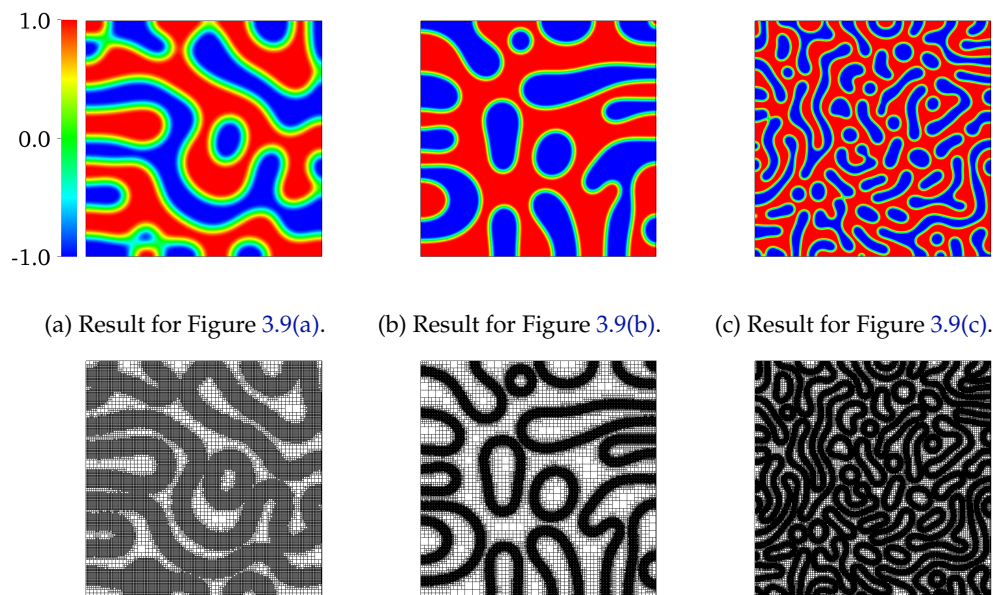 1.0
0.0
-1.0
(a) Result for Figure 3.9(a).
(b) Result for Figure 3.9(b).
(c) Result for Figure 3.9(c).